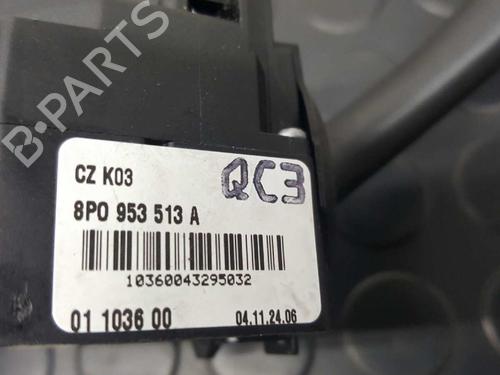 B-PARTS
CZ K03
QC3
8P0 953 513 A
10360043295032
01 1036 00
04.11.24.06